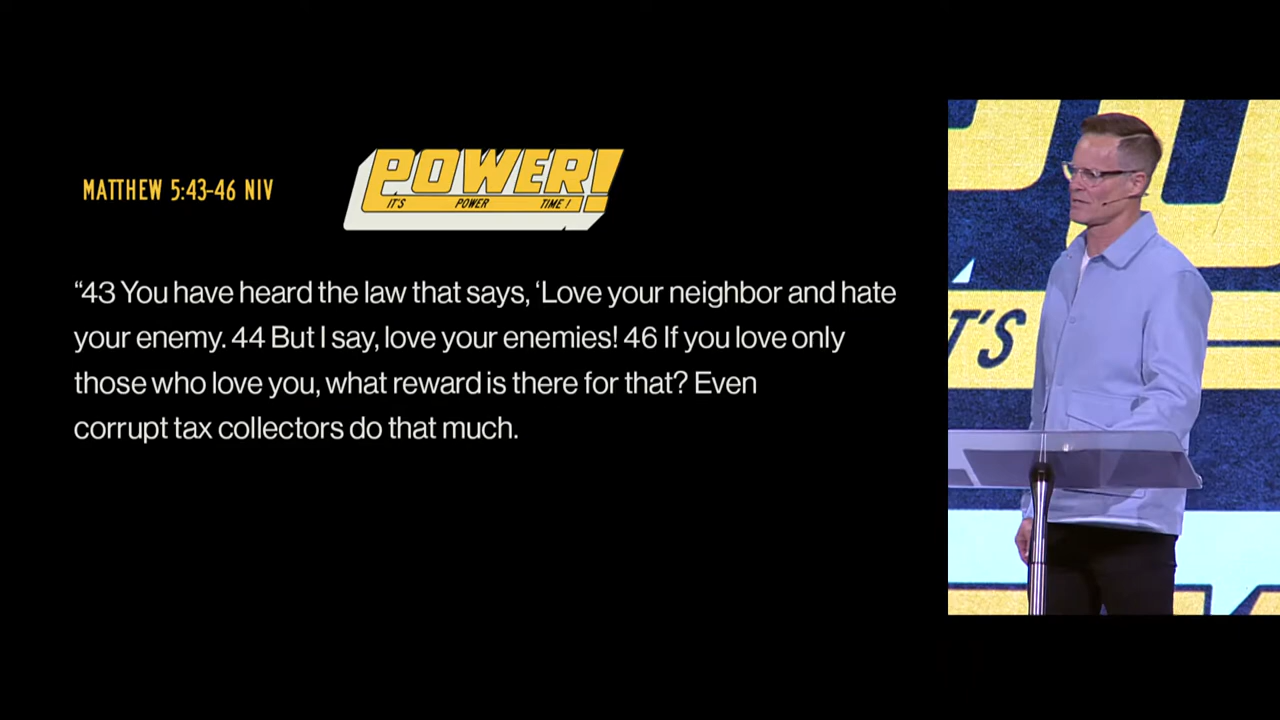 MATTHEW 5:43-46 NIV
POWER!
IT'S POWER TIME!
“43 You have heard the law that says, ‘Love your neighbor and hate
your enemy. 44 But I say, love your enemies! 46 If you love only
those who love you, what reward is there for that? Even
corrupt tax collectors do that much.
IT'S